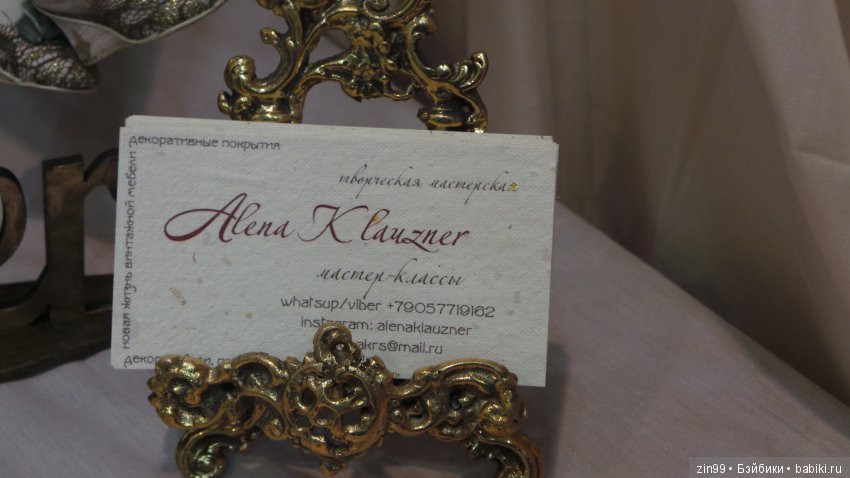 декоративные покрытия
новая жизнь винтажной мебели
творческая мастерская
Alena Klauzner
мастер-классы
whatsup/viber +79057719162
instagram: alenaklauzner
akrs@mail.ru
zin99 • Бэйбики • babiki.ru